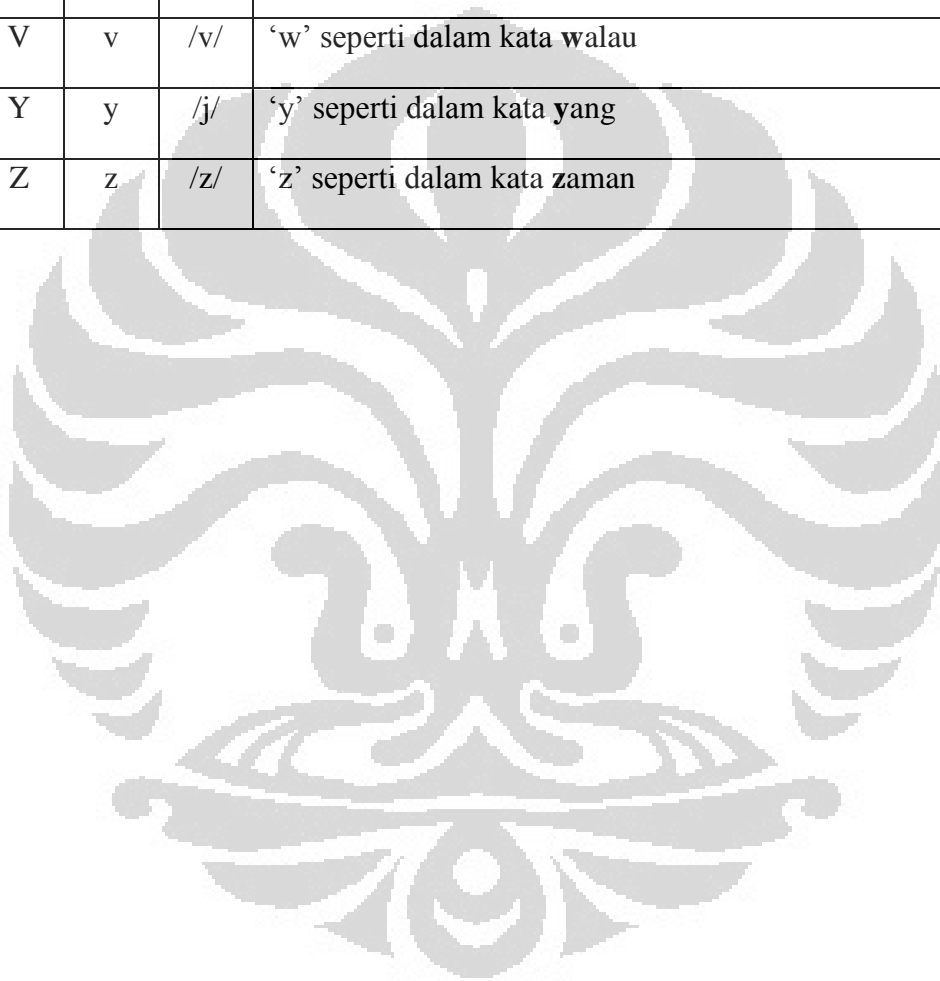 V v /v/ ‘w’ seperti dalam kata walau
Y y /j/ ‘y’ seperti dalam kata yang
Z z /z/ ‘z’ seperti dalam kata zaman